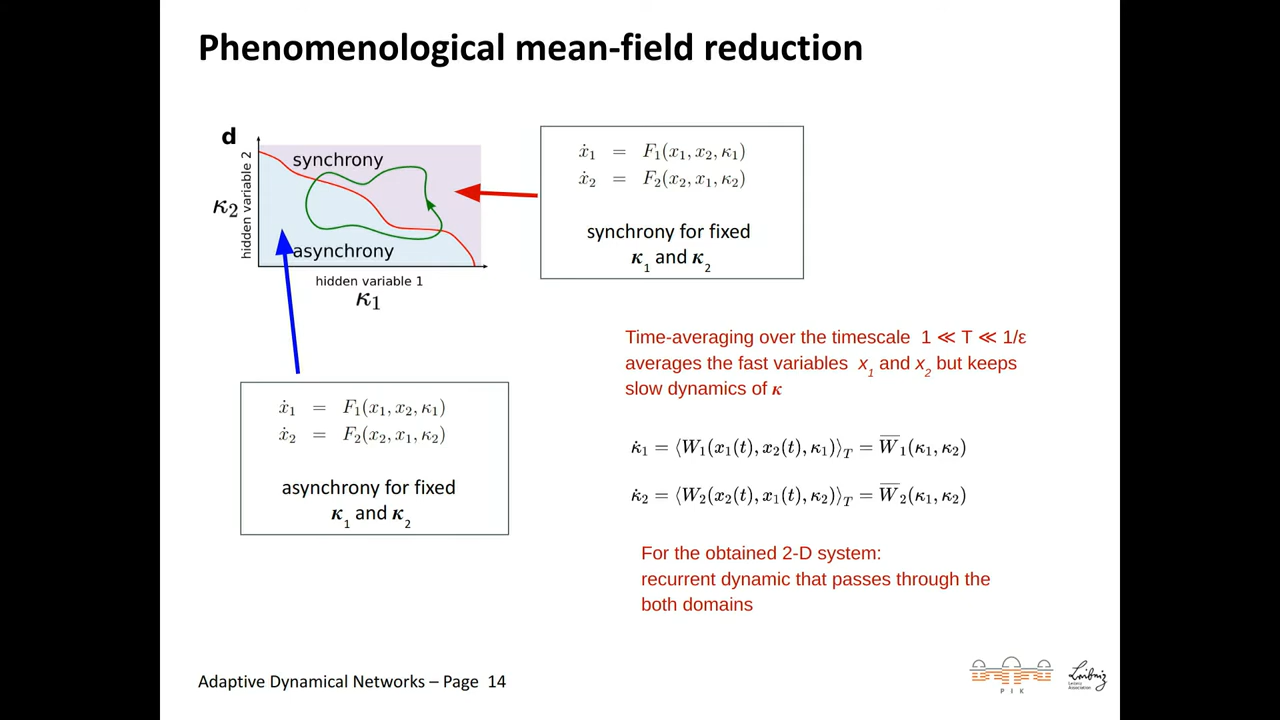 Phenomenological mean-field reduction
d
synchrony
asynchrony
κ₂
hidden variable 2
hidden variable 1
κ₁
ẋ₁ = F₁(x₁, x₂, κ₁)
ẋ₂ = F₂(x₂, x₁, κ₂)
synchrony for fixed
κ₁ and κ₂
ẋ₁ = F₁(x₁, x₂, κ₁)
ẋ₂ = F₂(x₂, x₁, κ₂)
asynchrony for fixed
κ₁ and κ₂
Time-averaging over the timescale 1 ≪ T ≪ 1/ε
averages the fast variables x₁ and x₂ but keeps
slow dynamics of κ
κ̇₁ = ⟨W₁(x₁(t), x₂(t), κ₁)⟩_T = W̅₁(κ₁, κ₂)
κ̇₂ = ⟨W₂(x₂(t), x₁(t), κ₂)⟩_T = W̅₂(κ₁, κ₂)
For the obtained 2-D system:
recurrent dynamic that passes through the
both domains
Adaptive Dynamical Networks – Page 14
P I K
Leibniz
Leibniz
Association